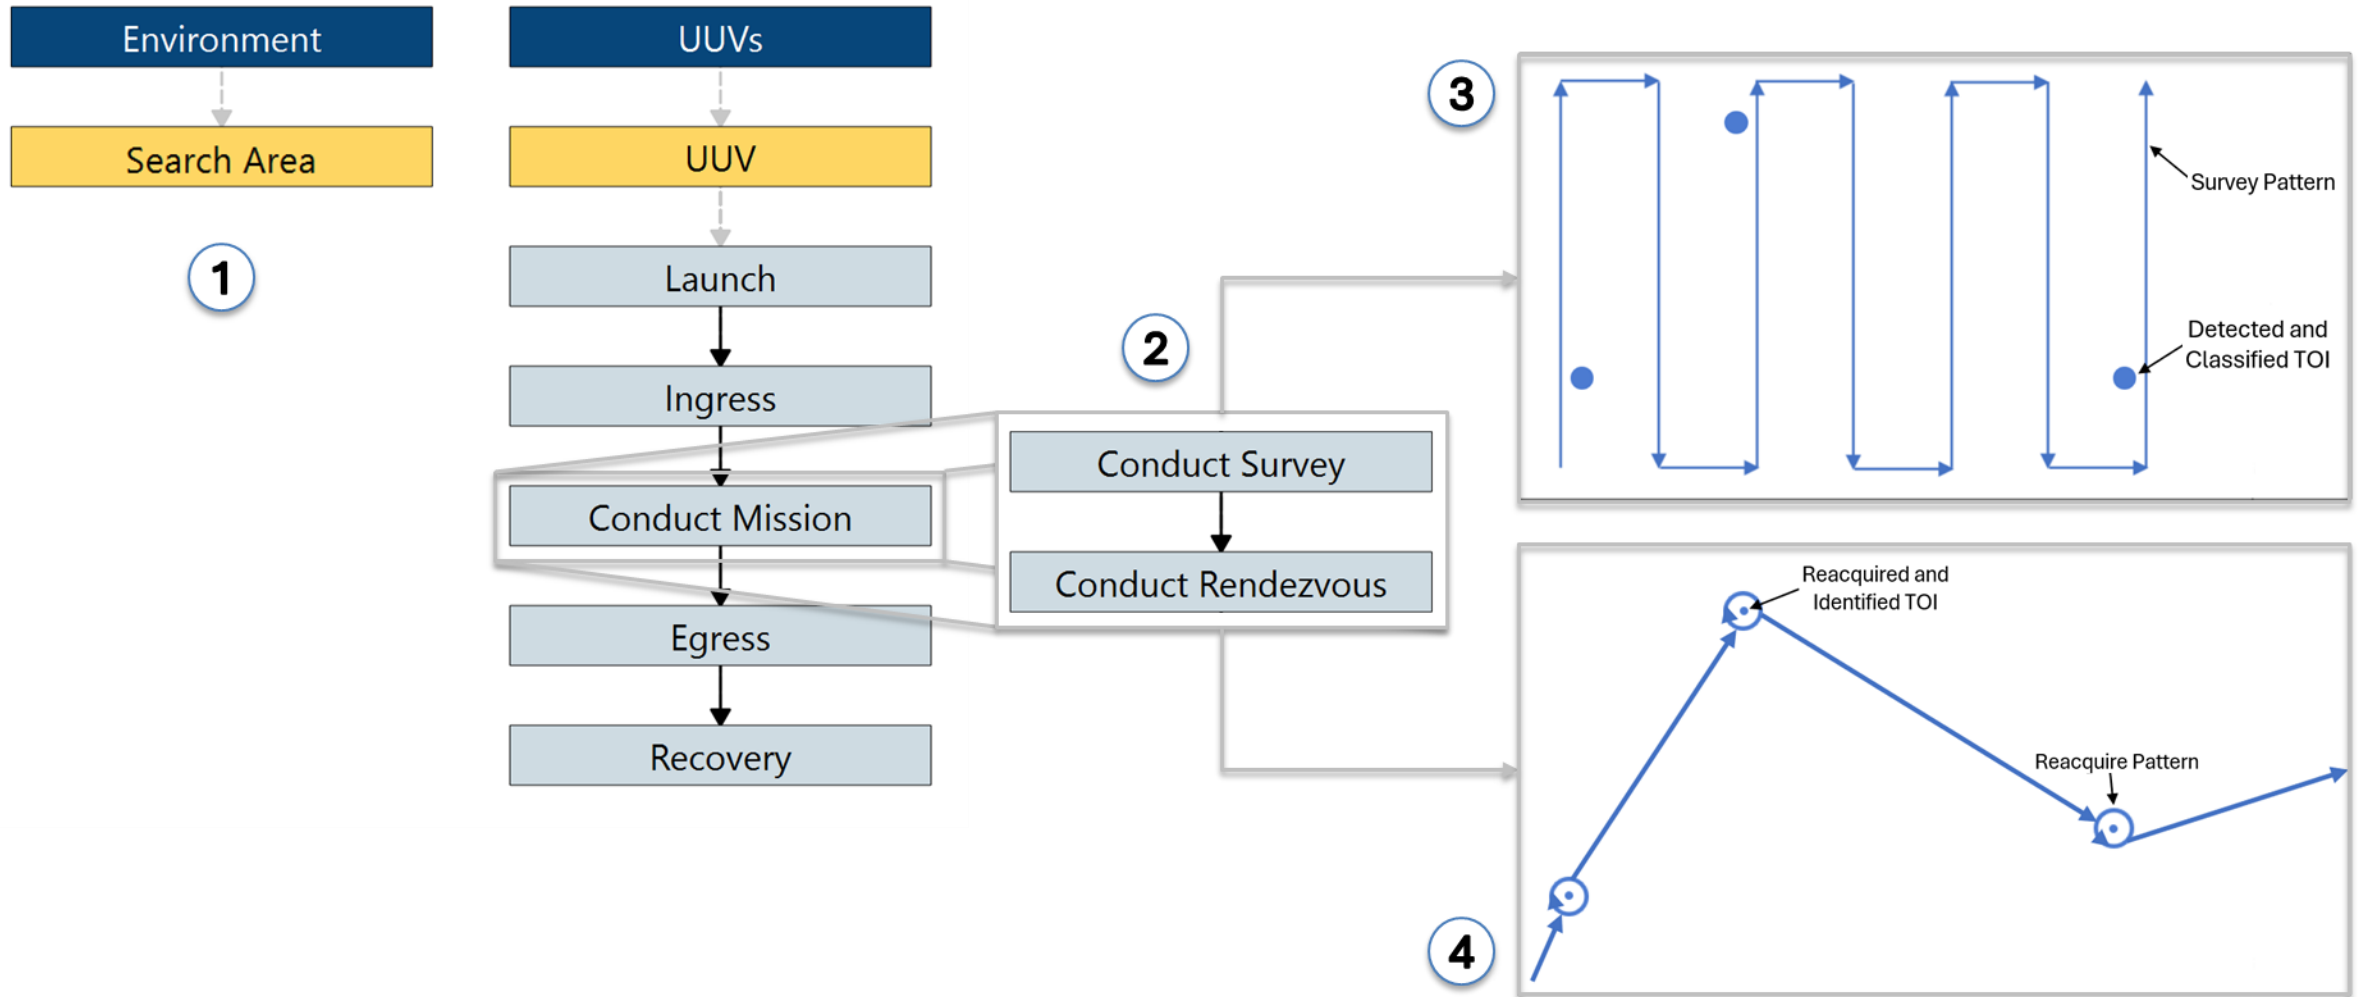 Environment
Search Area
1
UUVs
UUV
Launch
Ingress
Conduct Mission
Egress
Recovery
2
Conduct Survey
Conduct Rendezvous
3
Survey Pattern
Detected and
Classified TOI
4
Reacquired and
Identified TOI
Reacquire Pattern